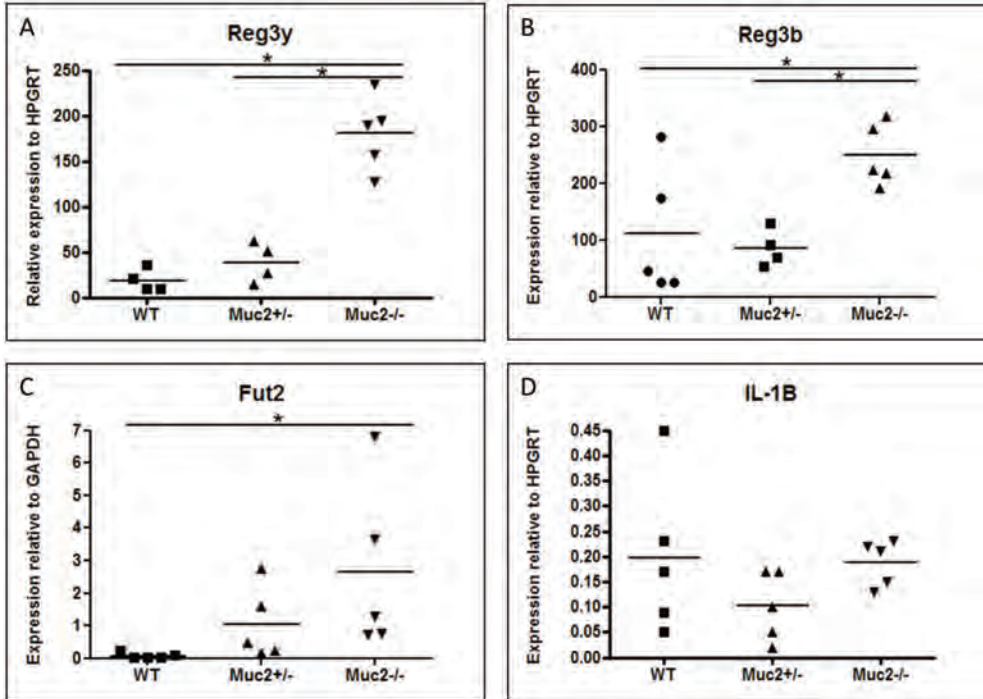 A
Reg3y
Relative expression to HPGRT
250
200
150
100
50
0
*
*
WT
Muc2+/-
Muc2-/-
B
Reg3b
Expression relative to HPGRT
400
300
200
100
0
*
*
WT
Muc2+/-
Muc2-/-
C
Fut2
Expression relative to GAPDH
7
6
5
4
3
2
1
0
*
WT
Muc2+/-
Muc2-/-
D
IL-1B
Expression relative to HPGRT
0.45
0.40
0.35
0.30
0.25
0.20
0.15
0.10
0.05
0.00
WT
Muc2+/-
Muc2-/-